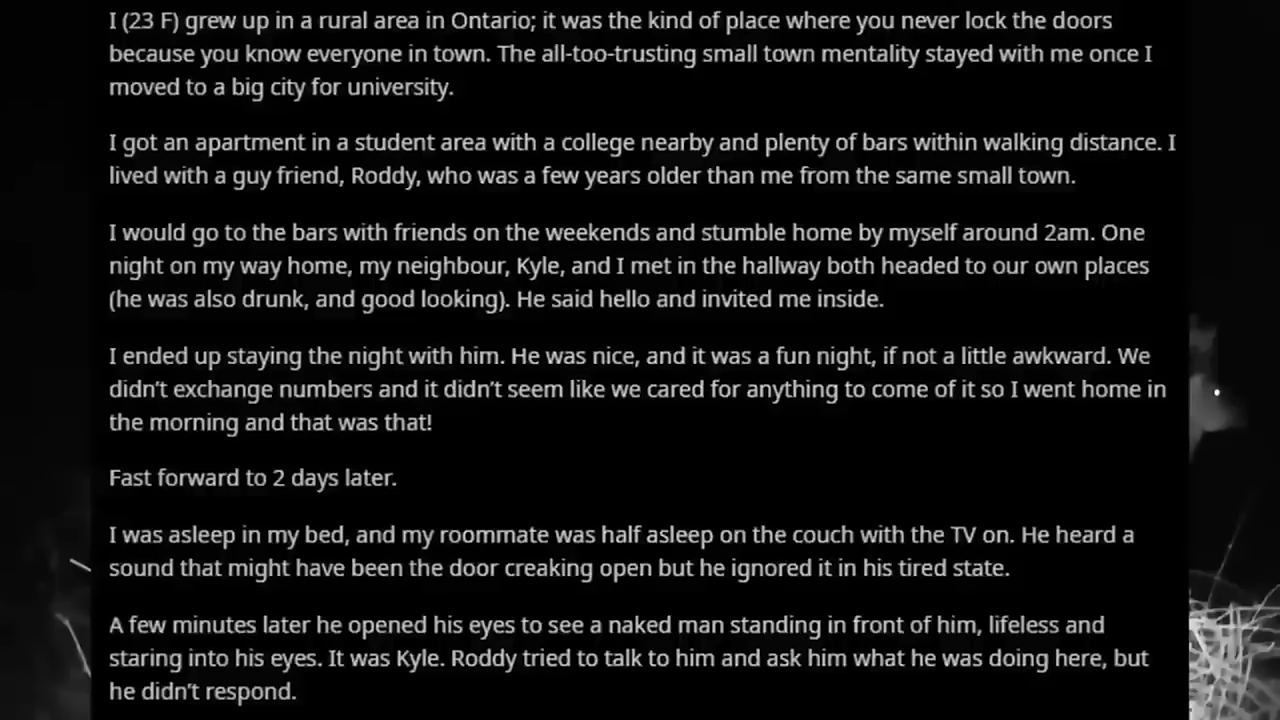 I (23 F) grew up in a rural area in Ontario; it was the kind of place where you never lock the doors
because you know everyone in town. The all-too-trusting small town mentality stayed with me once I
moved to a big city for university.
I got an apartment in a student area with a college nearby and plenty of bars within walking distance. I
lived with a guy friend, Roddy, who was a few years older than me from the same small town.
I would go to the bars with friends on the weekends and stumble home by myself around 2am. One
night on my way home, my neighbour, Kyle, and I met in the hallway both headed to our own places
(he was also drunk, and good looking). He said hello and invited me inside.
I ended up staying the night with him. He was nice, and it was a fun night, if not a little awkward. We
didn’t exchange numbers and it didn’t seem like we cared for anything to come of it so I went home in
the morning and that was that!
Fast forward to 2 days later.
I was asleep in my bed, and my roommate was half asleep on the couch with the TV on. He heard a
sound that might have been the door creaking open but he ignored it in his tired state.
A few minutes later he opened his eyes to see a naked man standing in front of him, lifeless and
staring into his eyes. It was Kyle. Roddy tried to talk to him and ask him what he was doing here, but
he didn’t respond.